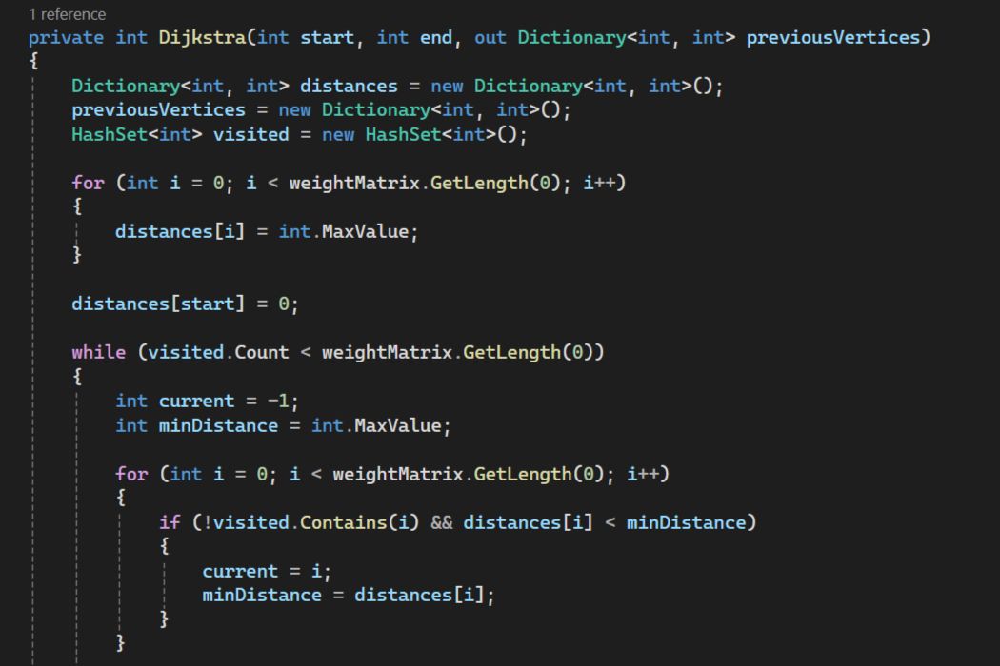 1 reference
private int Dijkstra(int start, int end, out Dictionary<int, int> previousVertices)
{
Dictionary<int, int> distances = new Dictionary<int, int>();
previousVertices = new Dictionary<int, int>();
HashSet<int> visited = new HashSet<int>();
for (int i = 0; i < weightMatrix.GetLength(0); i++)
{
distances[i] = int.MaxValue;
}
distances[start] = 0;
while (visited.Count < weightMatrix.GetLength(0))
{
int current = -1;
int minDistance = int.MaxValue;
for (int i = 0; i < weightMatrix.GetLength(0); i++)
{
if (!visited.Contains(i) && distances[i] < minDistance)
{
current = i;
minDistance = distances[i];
}
}